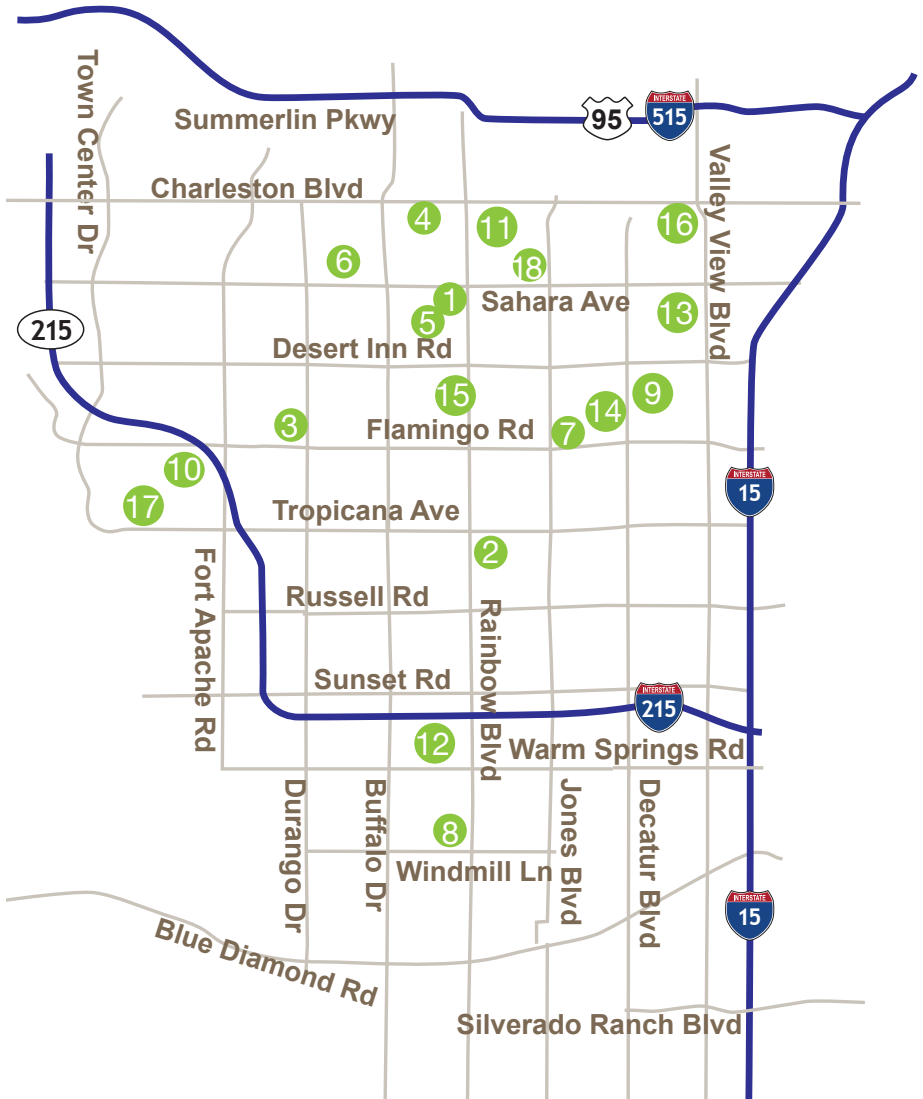 Town Center Dr
Summerlin Pkwy
95
INTERSTATE
515
Charleston Blvd
Valley View Blvd
4
11
16
6
18
1
Sahara Ave
13
5
215
Desert Inn Rd
9
15
14
3
Flamingo Rd
7
10
INTERSTATE
15
17
Tropicana Ave
2
Fort Apache Rd
Russell Rd
Rainbow Blvd
Sunset Rd
INTERSTATE
215
12
Warm Springs Rd
Durango Dr
Buffalo Dr
Jones Blvd
Decatur Blvd
8
Windmill Ln
INTERSTATE
15
Blue Diamond Rd
Silverado Ranch Blvd